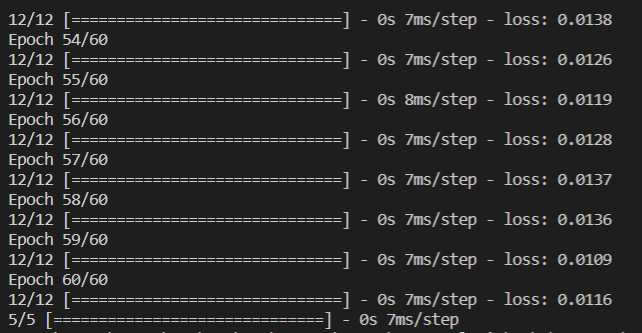 12/12 [==============================] - 0s 7ms/step - loss: 0.0138
Epoch 54/60
12/12 [==============================] - 0s 7ms/step - loss: 0.0126
Epoch 55/60
12/12 [==============================] - 0s 8ms/step - loss: 0.0119
Epoch 56/60
12/12 [==============================] - 0s 7ms/step - loss: 0.0128
Epoch 57/60
12/12 [==============================] - 0s 7ms/step - loss: 0.0137
Epoch 58/60
12/12 [==============================] - 0s 7ms/step - loss: 0.0136
Epoch 59/60
12/12 [==============================] - 0s 7ms/step - loss: 0.0109
Epoch 60/60
12/12 [==============================] - 0s 7ms/step - loss: 0.0116
5/5 [==============================] - 0s 7ms/step